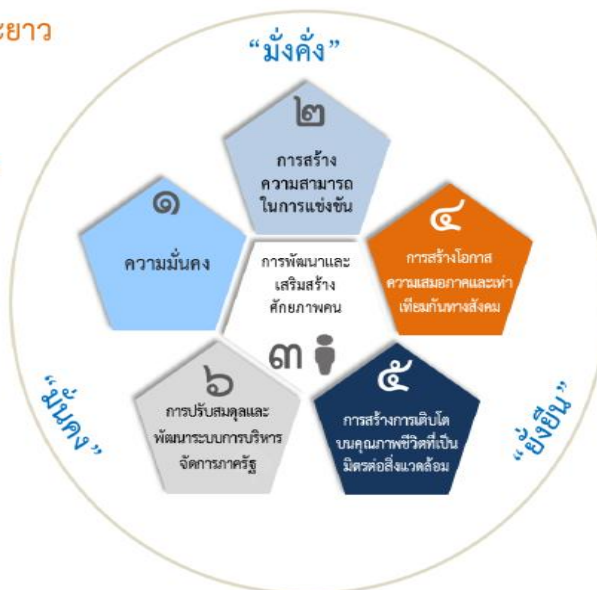 ะยาว
“มั่งคั่ง”
๒
การสร้าง
ความสามารถ
ในการแข่งขัน
๑
ความมั่นคง
๔
การสร้างโอกาส
ความเสมอภาคและเท่า
เทียมกันทางสังคม
การพัฒนาและ
เสริมสร้าง
ศักยภาพคน
๓
๖
การปรับสมดุลและ
พัฒนาระบบการบริหาร
จัดการภาครัฐ
๕
การสร้างการเติบโต
บนคุณภาพชีวิตที่เป็น
มิตรต่อสิ่งแวดล้อม
“มั่นคง”
“ยั่งยืน”